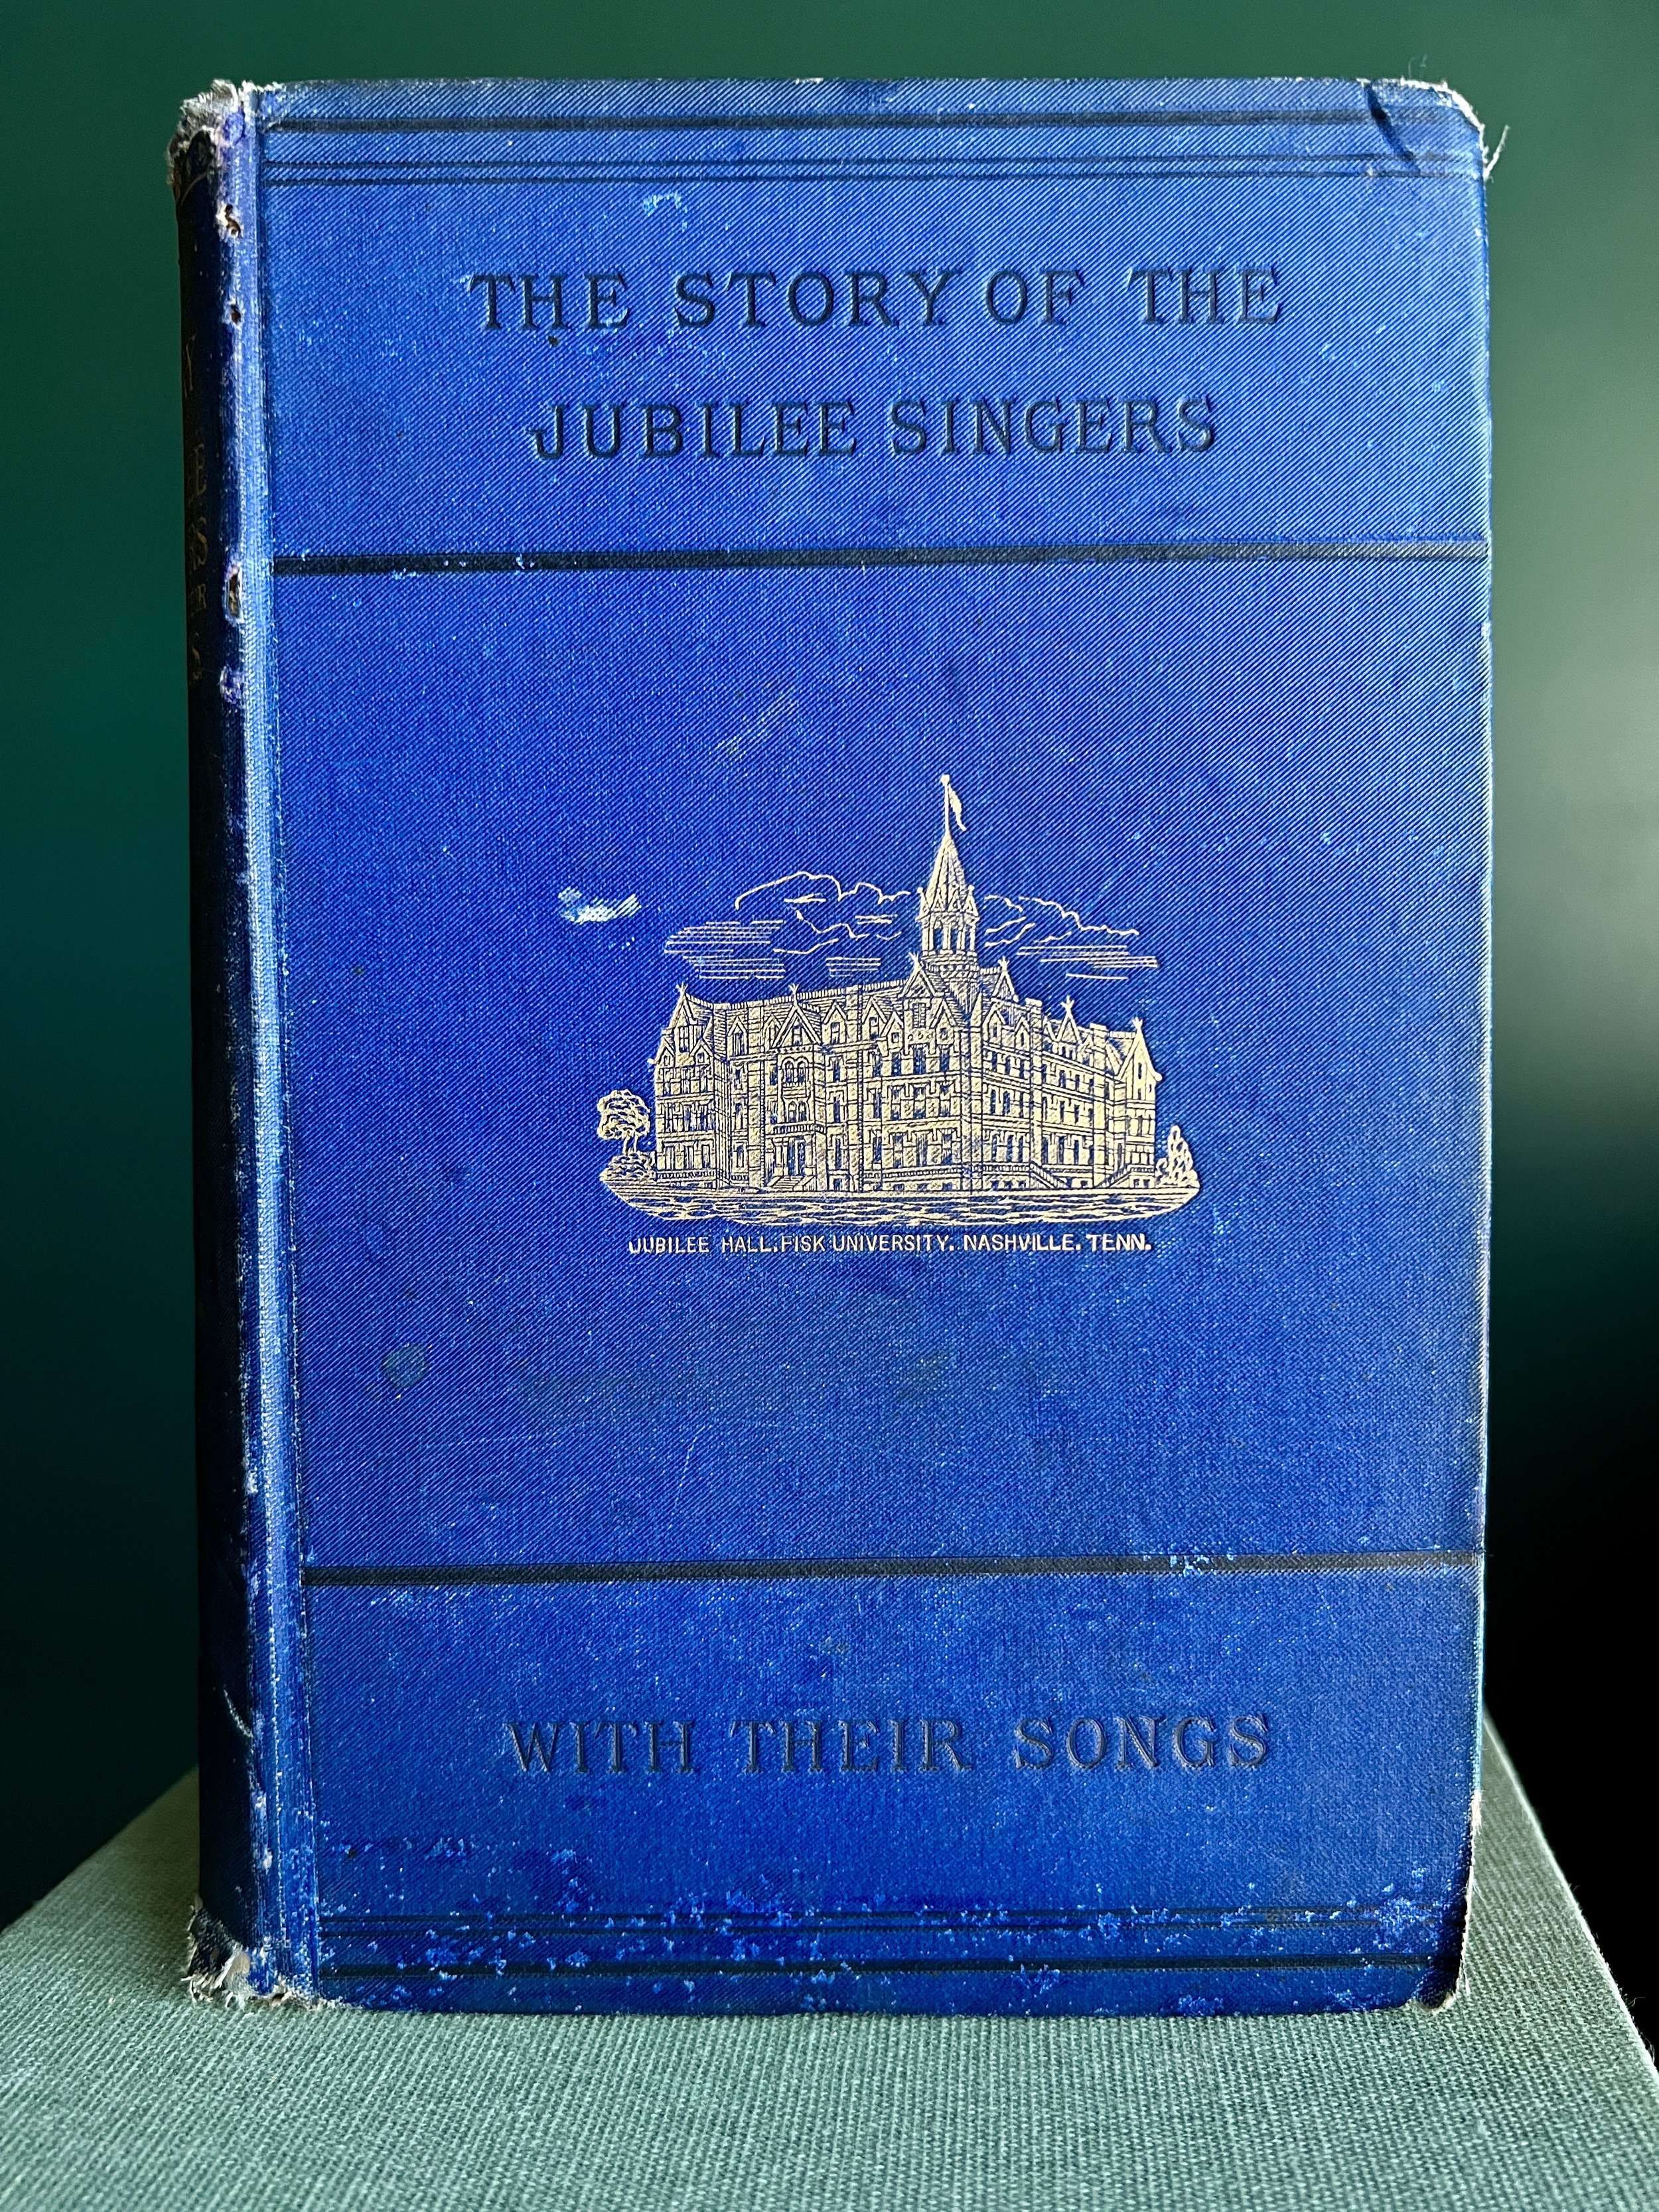 THE STORY OF THE
JUBILEE SINGERS
JUBILEE HALL. FISK UNIVERSITY. NASHVILLE. TENN.
WITH THEIR SONGS